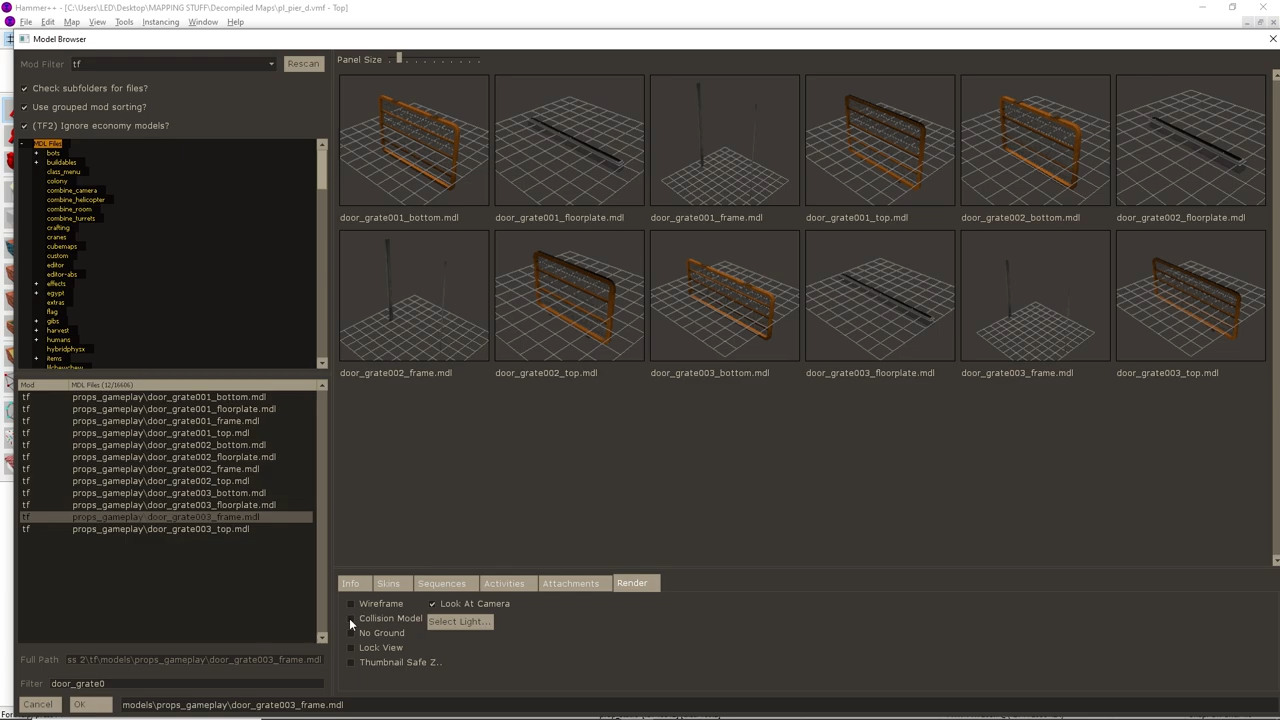 Hammer++ - [C:\Users\LED\Desktop\MAPPING STUFF\Decompiled Maps\pl_pier_d.vmf - Top]
File Edit Map View Tools Instancing Window Help
Model Browser
Mod Filter tf Rescan
Check subfolders for files?
Use grouped mod sorting?
(TF2) Ignore economy models?
MDL Files
bots
buildables
class_menu
colony
combine_camera
combine_helicopter
combine_room
combine_turrets
crafting
cranes
cubemaps
custom
editor
editor-abs
effects
egypt
extras
flag
gibs
harvest
humans
hybridphysx
items
Mod MDL Files (12/16606)
tf props_gameplay\door_grate001_bottom.mdl
tf props_gameplay\door_grate001_floorplate.mdl
tf props_gameplay\door_grate001_frame.mdl
tf props_gameplay\door_grate001_top.mdl
tf props_gameplay\door_grate002_bottom.mdl
tf props_gameplay\door_grate002_floorplate.mdl
tf props_gameplay\door_grate002_frame.mdl
tf props_gameplay\door_grate002_top.mdl
tf props_gameplay\door_grate003_bottom.mdl
tf props_gameplay\door_grate003_floorplate.mdl
tf props_gameplay\door_grate003_frame.mdl
tf props_gameplay\door_grate003_top.mdl
Full Path ss 2\tf\models\props_gameplay\door_grate003_frame.mdl
Filter door_grate0
Cancel OK models\props_gameplay\door_grate003_frame.mdl
Panel Size
door_grate001_bottom.mdl door_grate001_floorplate.mdl door_grate001_frame.mdl door_grate001_top.mdl door_grate002_bottom.mdl door_grate002_floorplate.mdl
door_grate002_frame.mdl door_grate002_top.mdl door_grate003_bottom.mdl door_grate003_floorplate.mdl door_grate003_frame.mdl door_grate003_top.mdl
Info Skins Sequences Activities Attachments Render
Wireframe Look At Camera
Collision Model Select Light...
No Ground
Lock View
Thumbnail Safe Z..